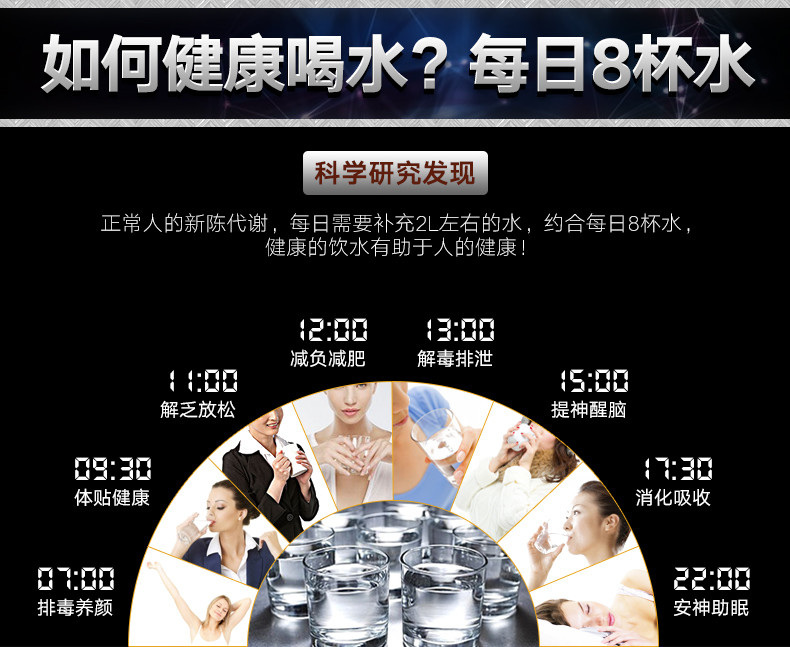 如何健康喝水？每日8杯水
科学研究发现
正常人的新陈代谢，每日需要补充2L左右的水，约合每日8杯水，
健康的饮水有助于人的健康！
07:00
排毒养颜
09:30
体贴健康
11:00
解乏放松
12:00
减负减肥
13:00
解毒排泄
15:00
提神醒脑
17:30
消化吸收
22:00
安神助眠